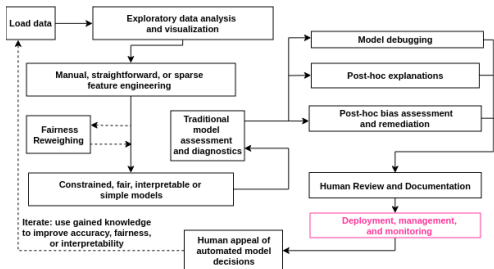 Load data
Exploratory data analysis
and visualization
Model debugging
Manual, straightforward, or sparse
feature engineering
Post-hoc explanations
Fairness
Reweighing
Traditional
model
assessment
and diagnostics
Post-hoc bias assessment
and remediation
Constrained, fair, interpretable or
simple models
Human Review and Documentation
Iterate: use gained knowledge
to improve accuracy, fairness,
or interpretability
Deployment, management,
and monitoring
Human appeal of
automated model
decisions